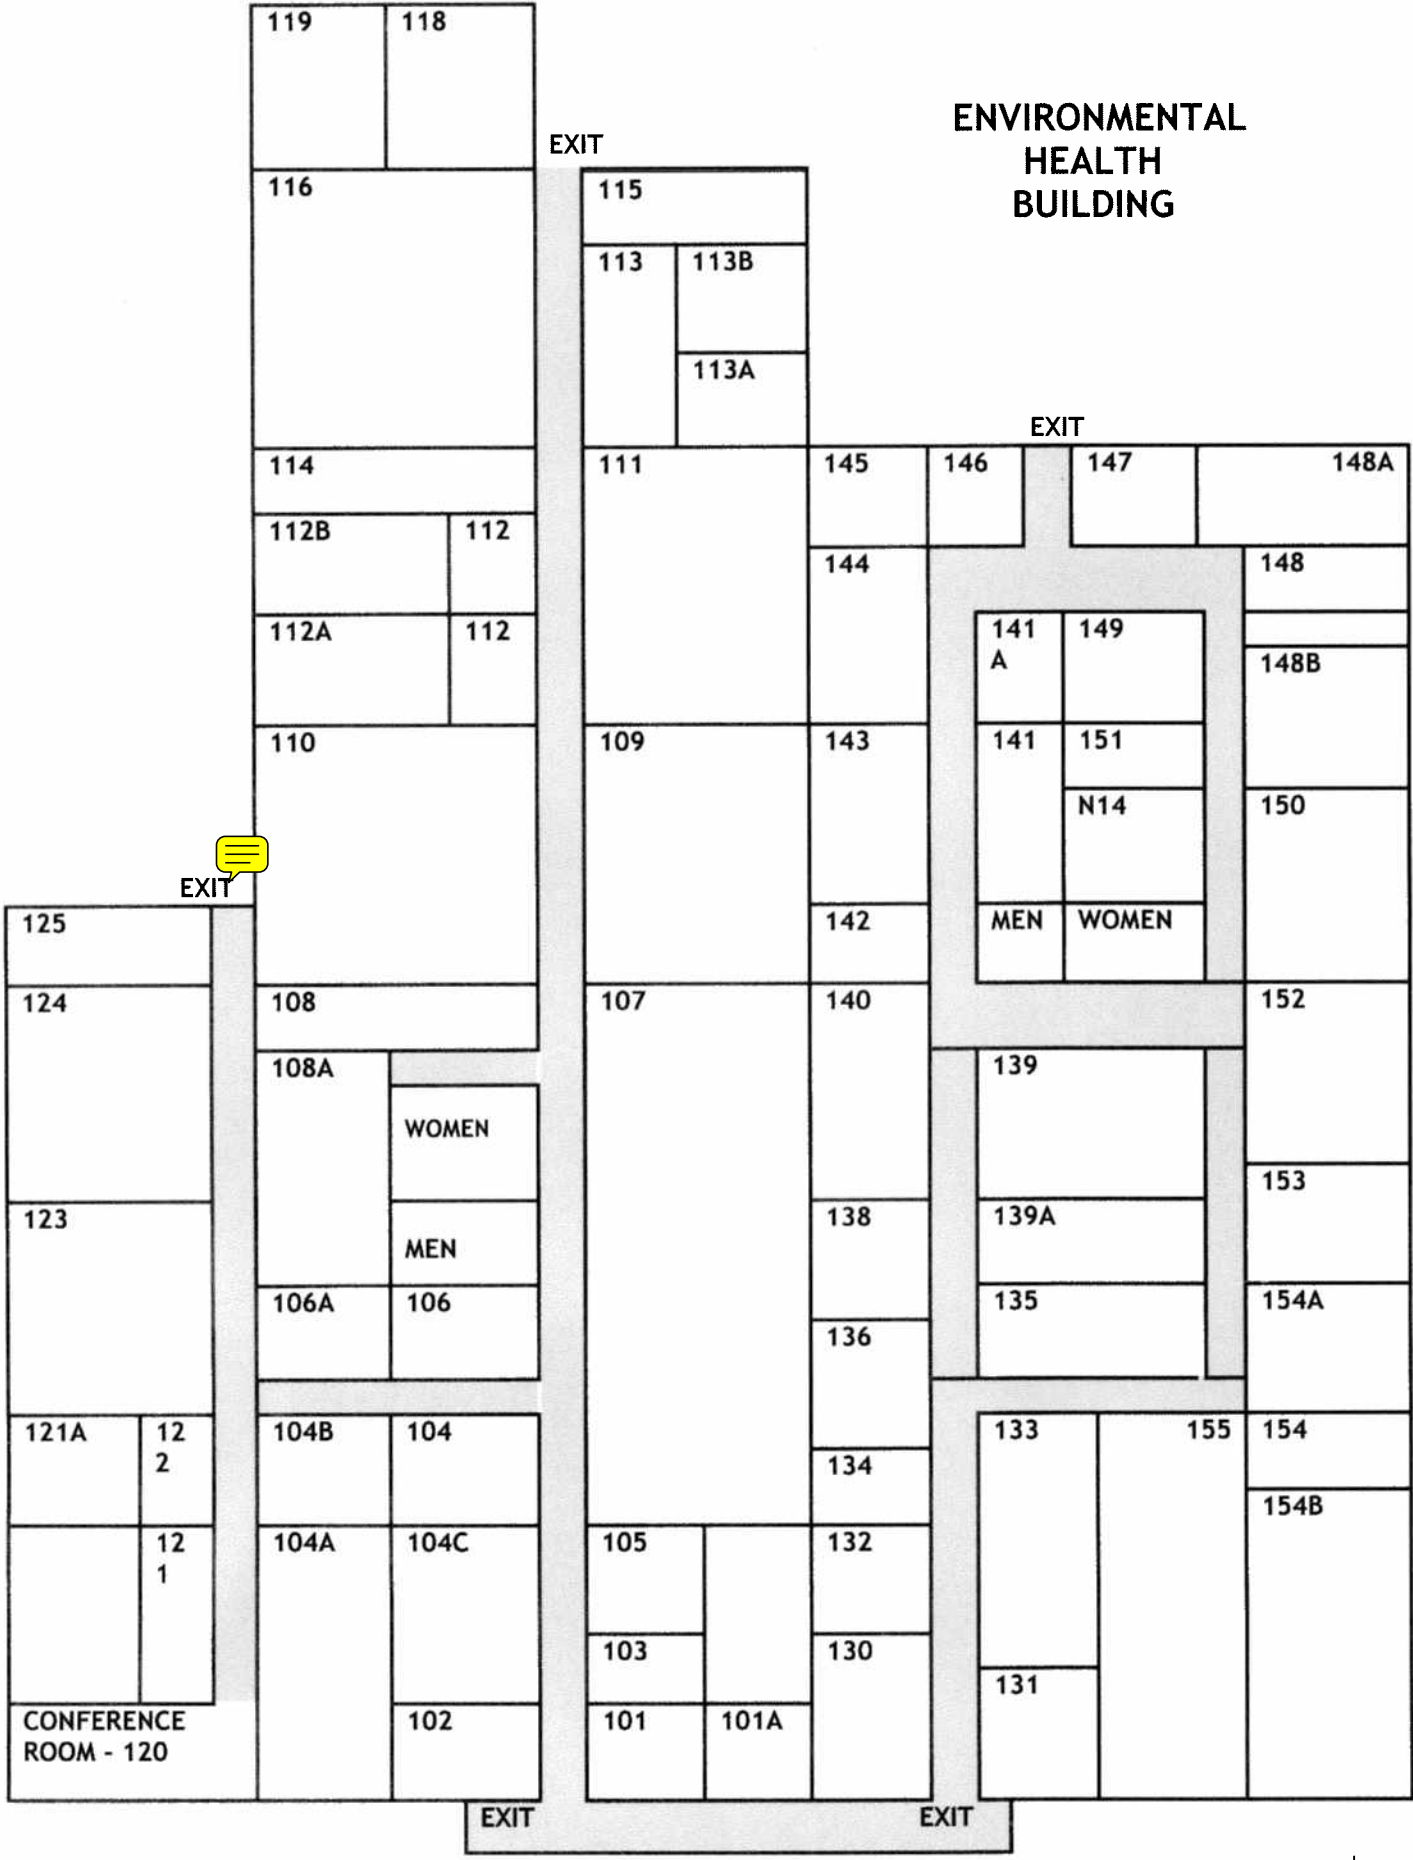 119 118
ENVIRONMENTAL
HEALTH
BUILDING
EXIT
116
115
113 113B
113A
EXIT
114
111
145 146 147 148A
112B 112
144
148
112A 112
141
A
149
148B
110
109
143
141 151
N14
150
EXIT
125
142
MEN WOMEN
124
108
107
140
152
108A
139
WOMEN
153
123
138
139A
MEN
106A 106
135
154A
136
121A
12
2
104B 104
133
155
154
134
154B
12
1
104A 104C
105
132
103
130
131
CONFERENCE
ROOM - 120
102
101 101A
EXIT
EXIT